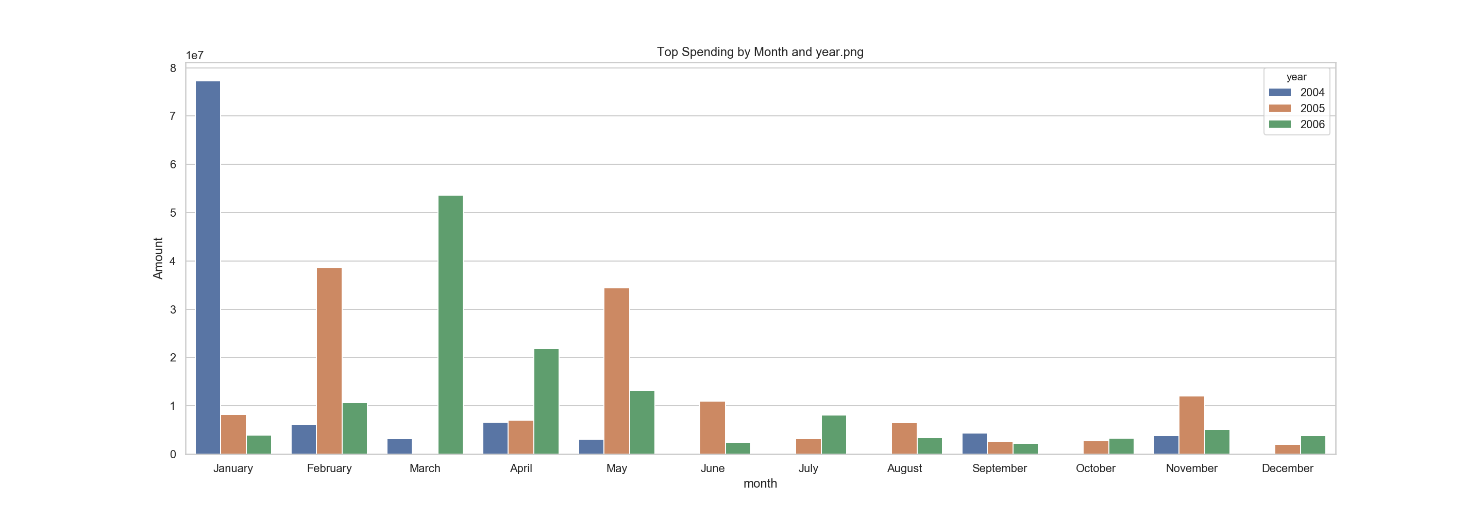 Top Spending by Month and year.png
1e7
8
7
6
5
4
3
2
1
0
Amount
year
2004
2005
2006
January February March April May June July August September October November December
month